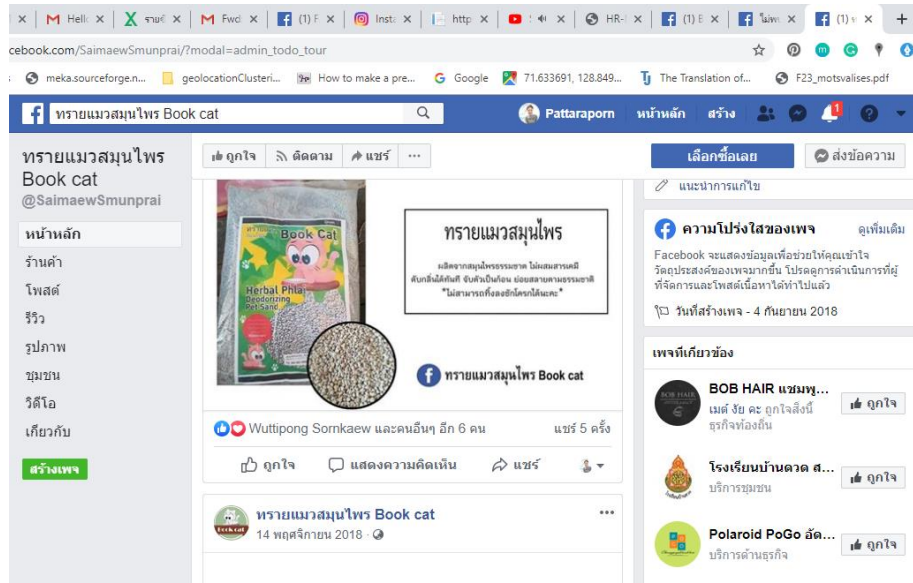 Hello
รายชื่
Fwd
(1) F
Inst
http
HR-
(1) E
ไม่พ
(1) ท
cebook.com/SaimaewSmunprai/?modal=admin_todo_tour
meka.sourceforge.n...
geolocationClusteri...
How to make a pre...
Google
71.633691, 128.849...
The Translation of...
F23_motsvalises.pdf
ทรายแมวสมุนไพร Book cat
Pattaraporn
หน้าหลัก
สร้าง
1
ทรายแมวสมุนไพร
Book cat
@SaimaewSmunprai
หน้าหลัก
ร้านค้า
โพสต์
รีวิว
รูปภาพ
ชุมชน
วิดีโอ
เกี่ยวกับ
สร้างเพจ
ถูกใจ
ติดตาม
แชร์
...
เลือกซื้อเลย
ส่งข้อความ
Book Cat
Herbal Phlai
Deodorizing
Pet Sand
ทรายแมวสมุนไพร
ผลิตจากสมุนไพรธรรมชาติ ไม่ผสมสารเคมี
ดับกลิ่นได้ทันที จับตัวเป็นก้อน ย่อยสลายตามธรรมชาติ
"ไม่สามารถทิ้งลงชักโครกได้นะคะ"
ทรายแมวสมุนไพร Book cat
Wuttipong Sornkaew และคนอื่นๆ อีก 6 คน
แชร์ 5 ครั้ง
ถูกใจ
แสดงความคิดเห็น
แชร์
ทรายแมวสมุนไพร Book cat
14 พฤศจิกายน 2018
แนะนำการแก้ไข
ความโปร่งใสของเพจ
ดูเพิ่มเติม
Facebook จะแสดงข้อมูลเพื่อช่วยให้คุณเข้าใจ
วัตถุประสงค์ของเพจมากขึ้น โปรดดูการดำเนินการที่ผู้
ที่จัดการและโพสต์เนื้อหาได้ทำไปแล้ว
วันที่สร้างเพจ - 4 กันยายน 2018
เพจที่เกี่ยวข้อง
BOB HAIR แชมพู...
เมต์ งัย คะ ถูกใจสิ่งนี้
ธุรกิจท้องถิ่น
ถูกใจ
โรงเรียนบ้านดวด ส...
บริการชุมชน
ถูกใจ
Polaroid PoGo อัด...
บริการด้านธุรกิจ
ถูกใจ